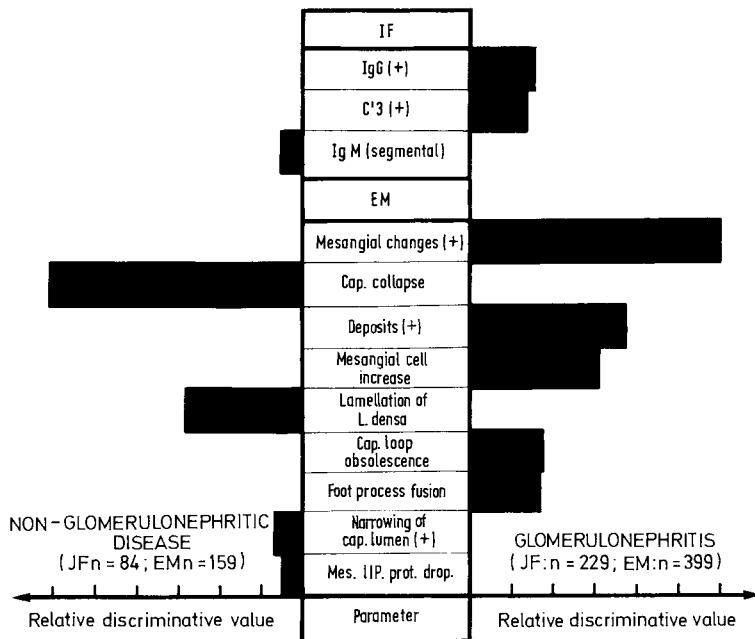 IF
IgG (+)
C'3 (+)
Ig M (segmental)
EM
Mesangial changes (+)
Cap. collapse
Deposits (+)
Mesangial cell
increase
Lamellation of
L. densa
Cap. loop
obsolescence
Foot process fusion
Narrowing of
cap. lumen (+)
Mes. lIP. prot. drop.
Parameter
NON-GLOMERULONEPHRITIC
DISEASE
(JFn = 84 ; EMn = 159)
Relative discriminative value
GLOMERULONEPHRITIS
(JF: n = 229 ; EM: n = 399)
Relative discriminative value